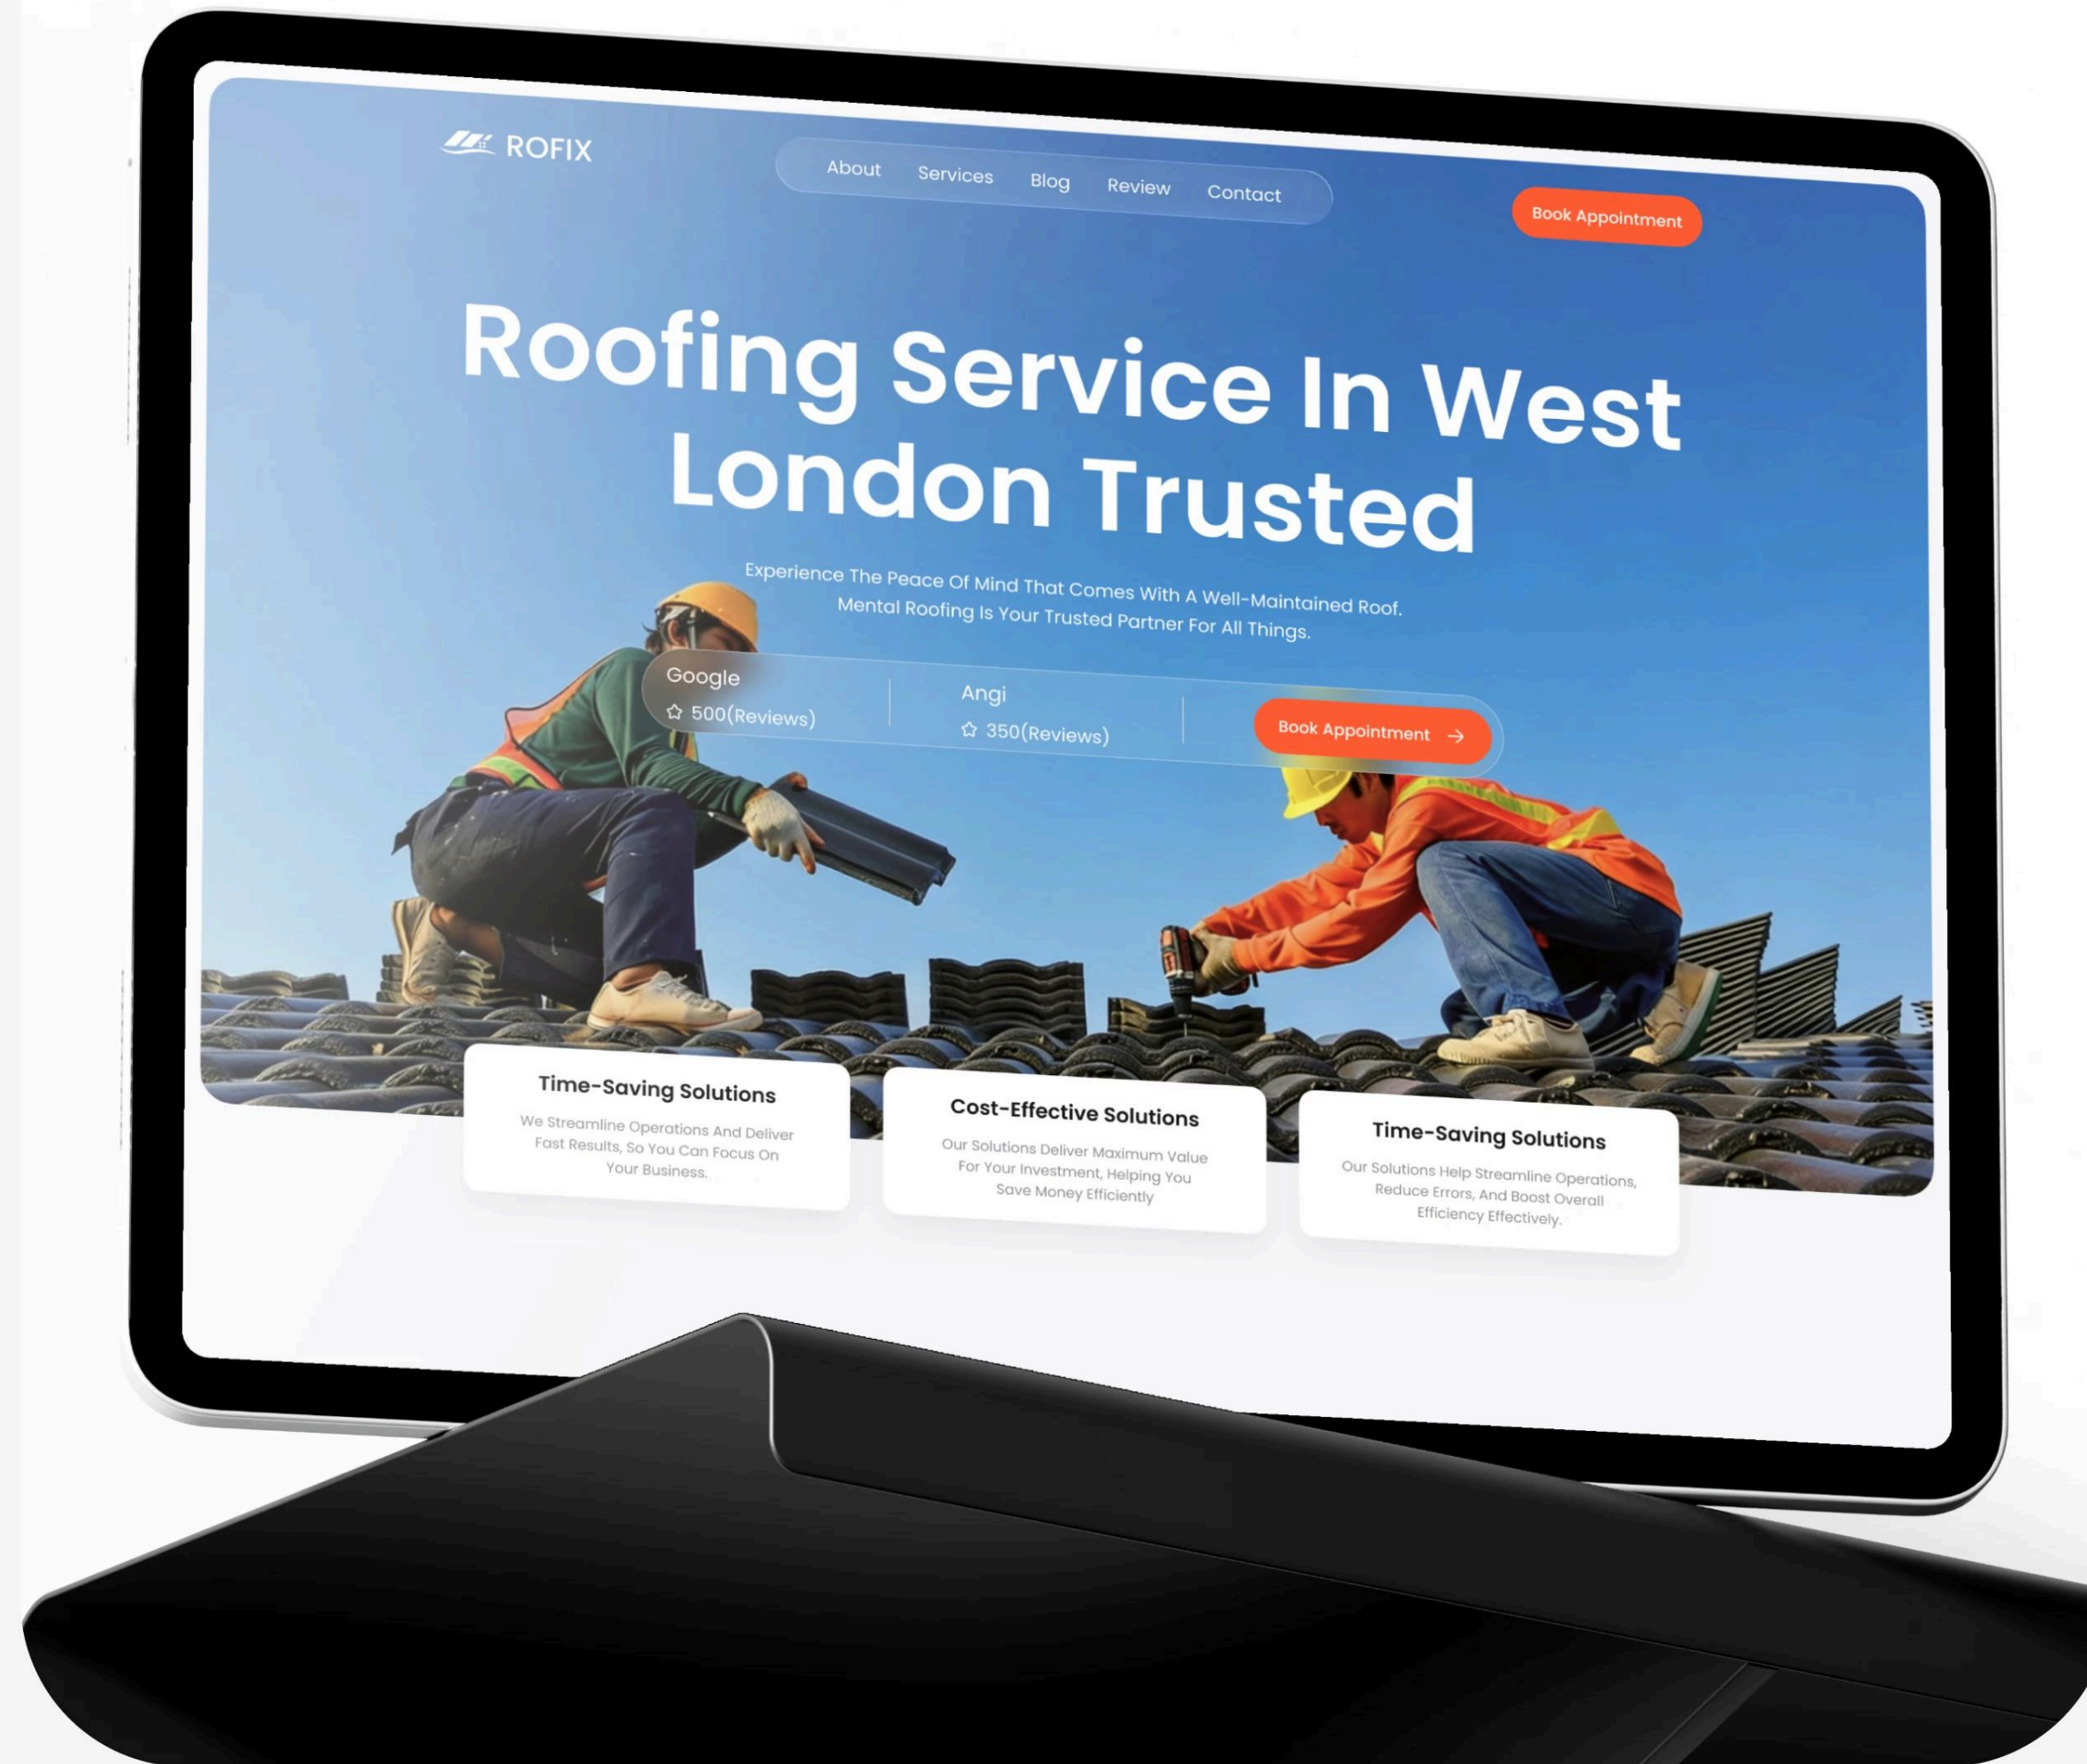 ROFIX
About Services Blog Review Contact
Book Appointment
Roofing Service In West
London Trusted
Experience The Peace Of Mind That Comes With A Well-Maintained Roof.
Mental Roofing Is Your Trusted Partner For All Things.
Google
500(Reviews)
Angi
350(Reviews)
Book Appointment →
Time-Saving Solutions
We Streamline Operations And Deliver
Fast Results, So You Can Focus On
Your Business.
Cost-Effective Solutions
Our Solutions Deliver Maximum Value
For Your Investment, Helping You
Save Money Efficiently
Time-Saving Solutions
Our Solutions Help Streamline Operations,
Reduce Errors, And Boost Overall
Efficiency Effectively.